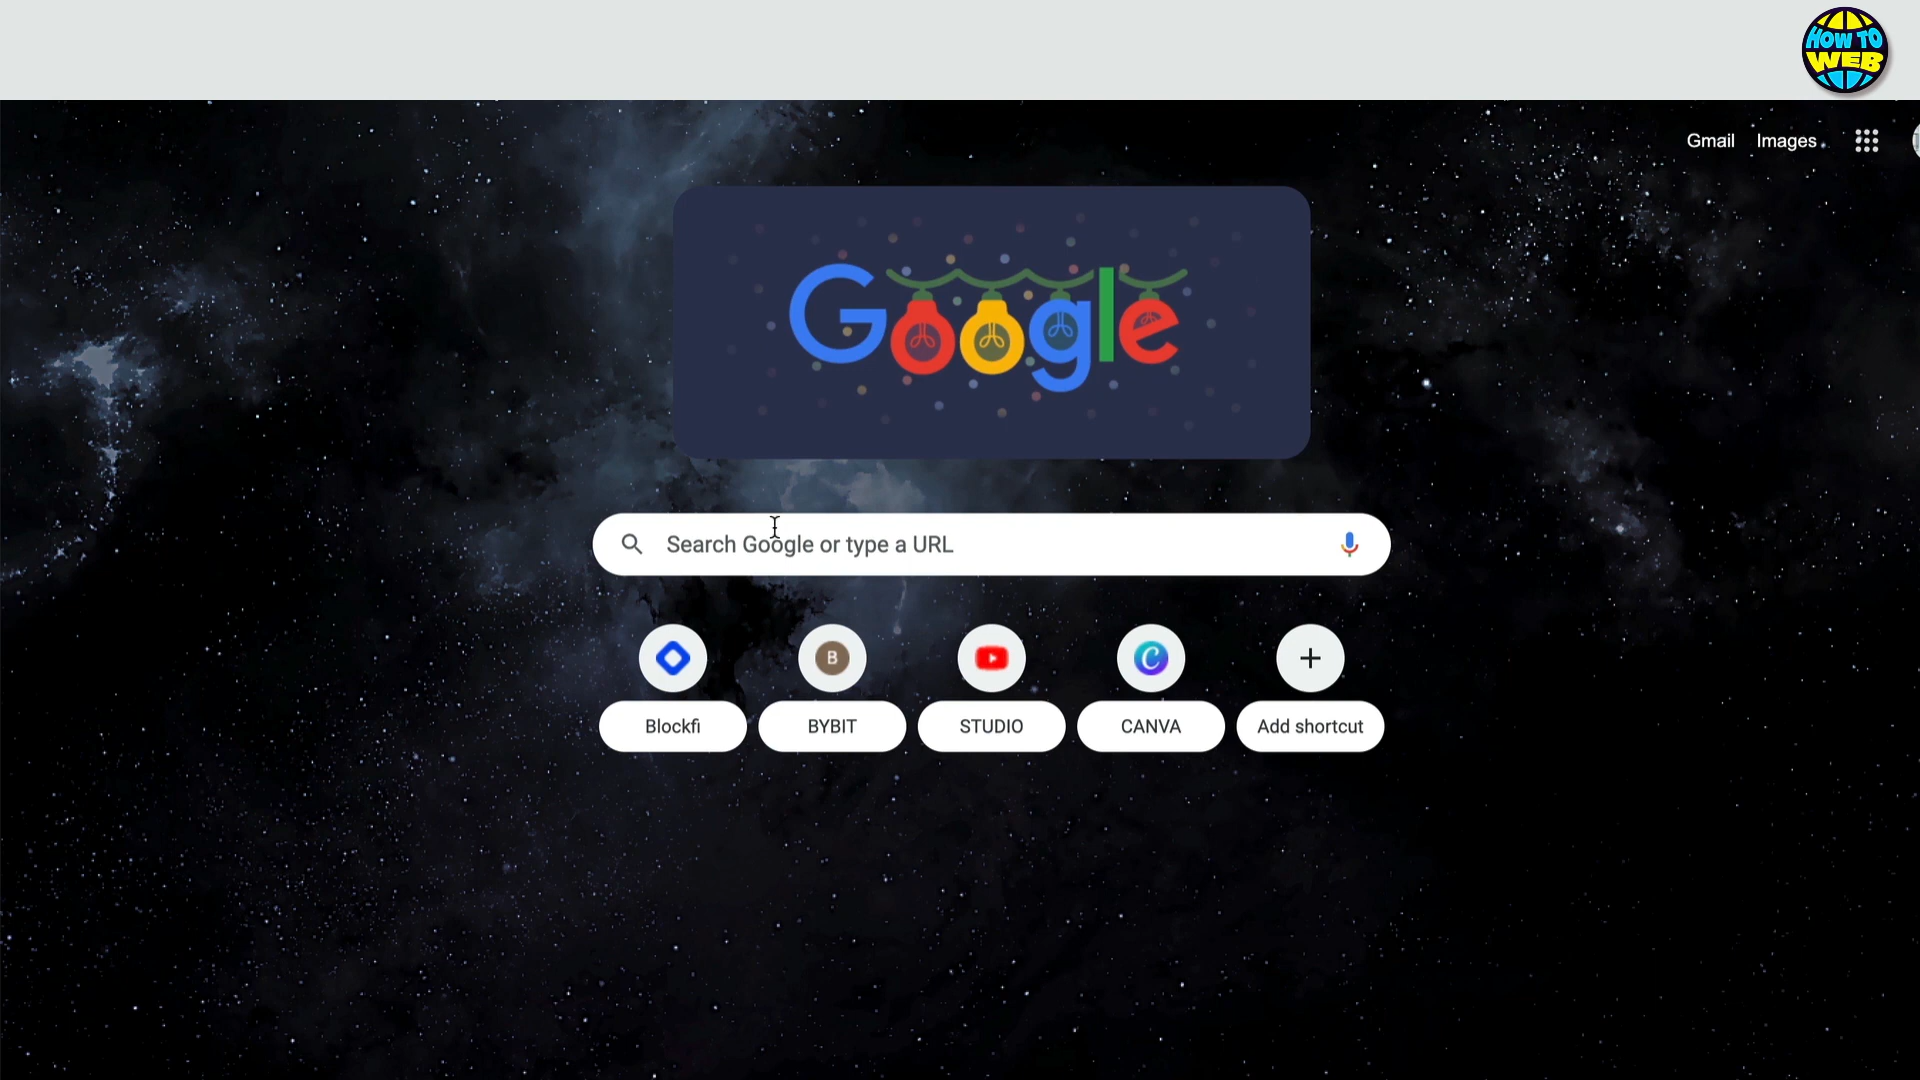 HOW TO
WEB
Gmail Images
Google
Search Google or type a URL
B
C
Blockfi BYBIT STUDIO CANVA Add shortcut